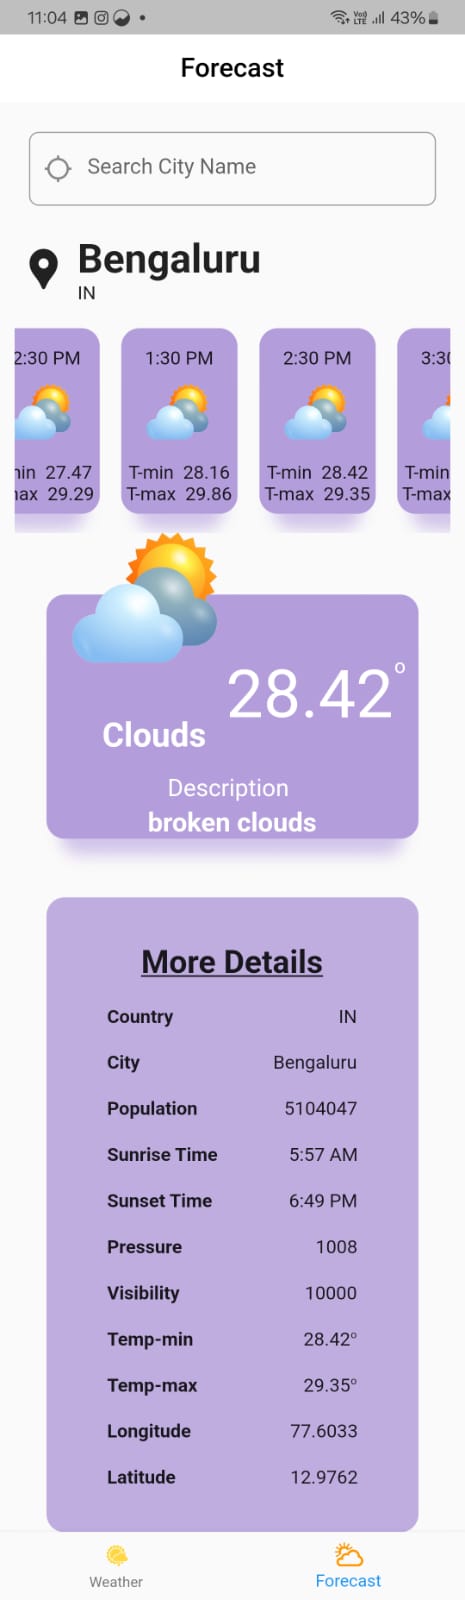 11:04 43%
Forecast
Search City Name
Bengaluru
IN
2:30 PM 1:30 PM 2:30 PM 3:30
min 27.47 T-min 28.16 T-min 28.42 T-min
max 29.29 T-max 29.86 T-max 29.35 T-max
28.42°
Clouds
Description
broken clouds
More Details
Country IN
City Bengaluru
Population 5104047
Sunrise Time 5:57 AM
Sunset Time 6:49 PM
Pressure 1008
Visibility 10000
Temp-min 28.42°
Temp-max 29.35°
Longitude 77.6033
Latitude 12.9762
Weather Forecast